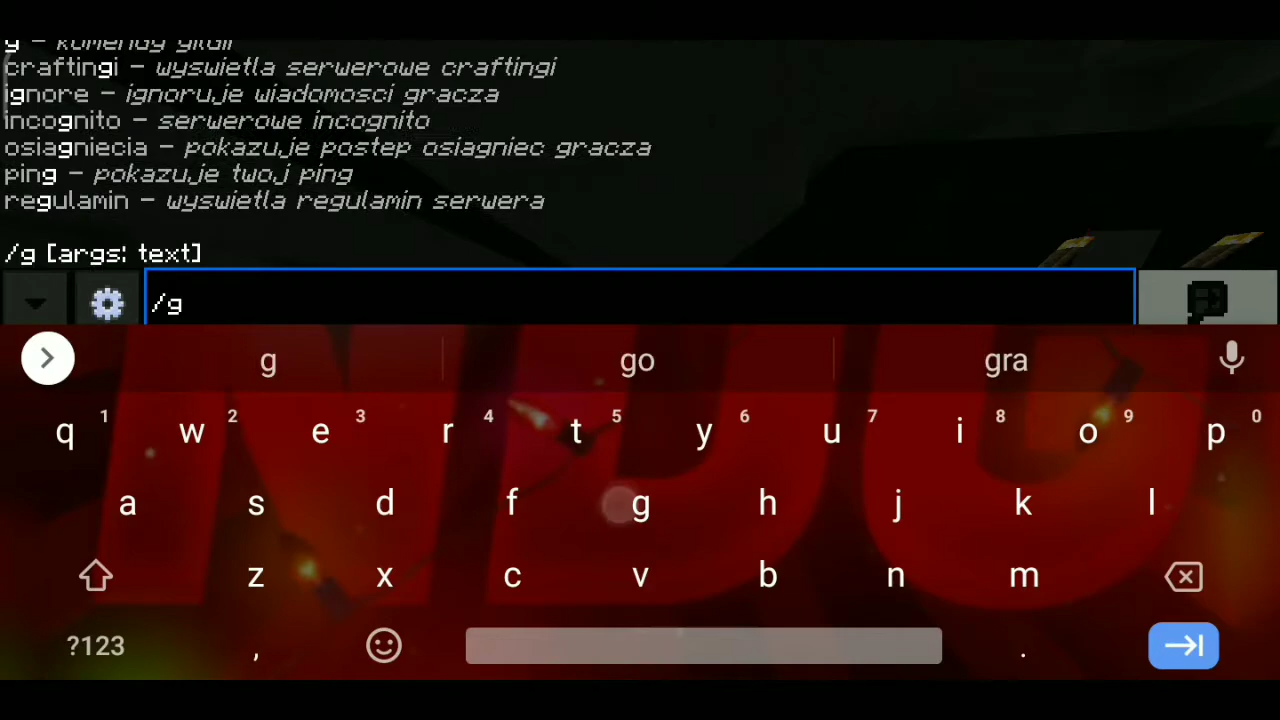 g - komendy gildii
craftingi - wyswietla serwerowe craftingi
ignore - ignoruje wiadomosci gracza
incognito - serwerowe incognito
osiagniecia - pokazuje postep osiagniec gracza
ping - pokazuje twoj ping
regulamin - wyswietla regulamin serwera
/g [args: text]
/g
g go gra
q 1 w 2 e 3 r 4 t 5 y 6 u 7 i 8 o 9 p 0
a s d f g h j k l
z x c v b n m
?123 , .